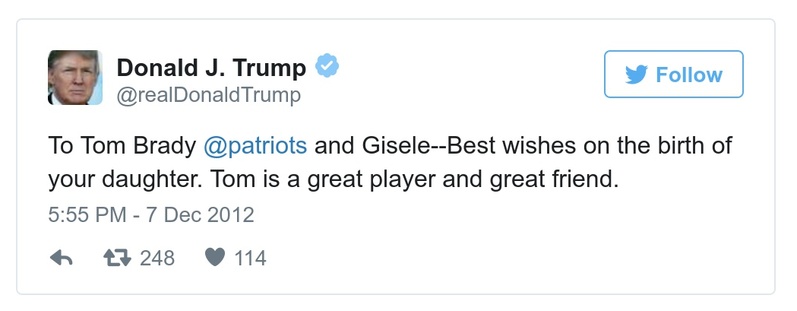 Donald J. Trump
@realDonaldTrump
Follow
To Tom Brady @patriots and Gisele--Best wishes on the birth of
your daughter. Tom is a great player and great friend.
5:55 PM - 7 Dec 2012
248 114